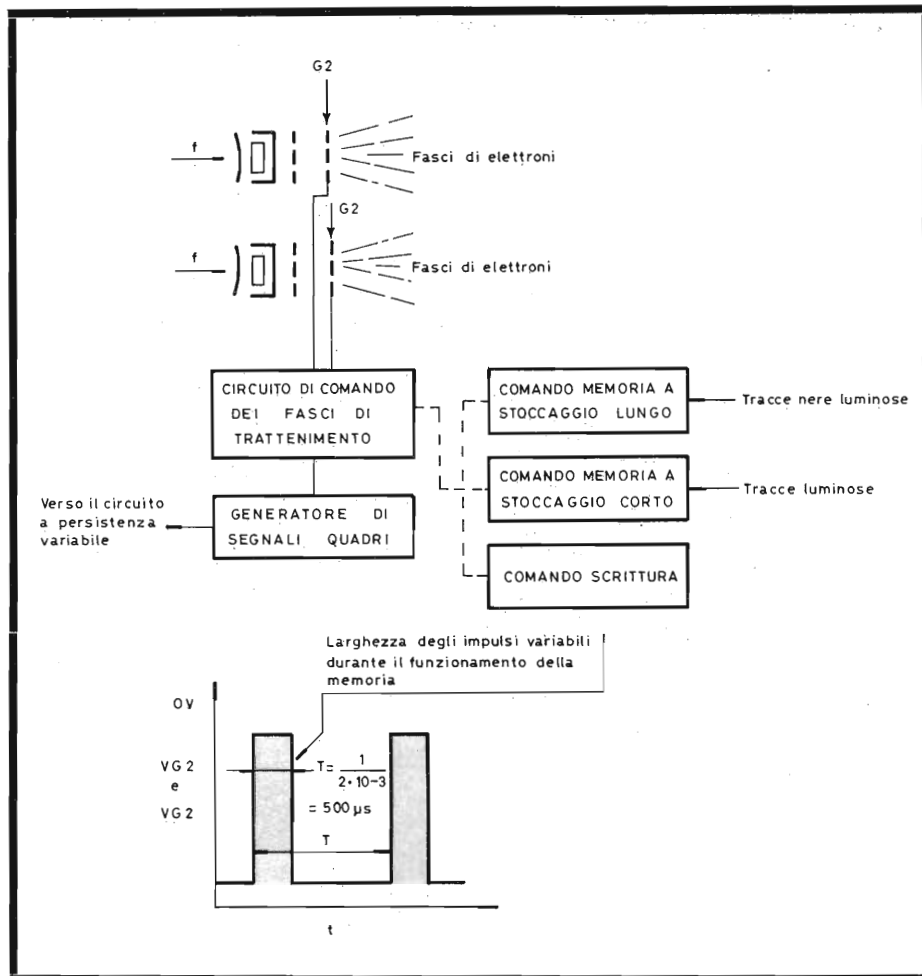 G2
f
Fasci di elettroni
G2
f
Fasci di elettroni
CIRCUITO DI COMANDO
DEI FASCI DI
TRATTENIMENTO
COMANDO MEMORIA A
STOCCAGGIO LUNGO
Tracce nere luminose
COMANDO MEMORIA A
STOCCAGGIO CORTO
Tracce luminose
Verso il circuito
a persistenza
variabile
GENERATORE DI
SEGNALI QUADRI
COMANDO SCRITTURA
Larghezza degli impulsi variabili
durante il funzionamento della
memoria
0V
VG2
e
VG2
T = 1
2·10-3
= 500 µs
T
t